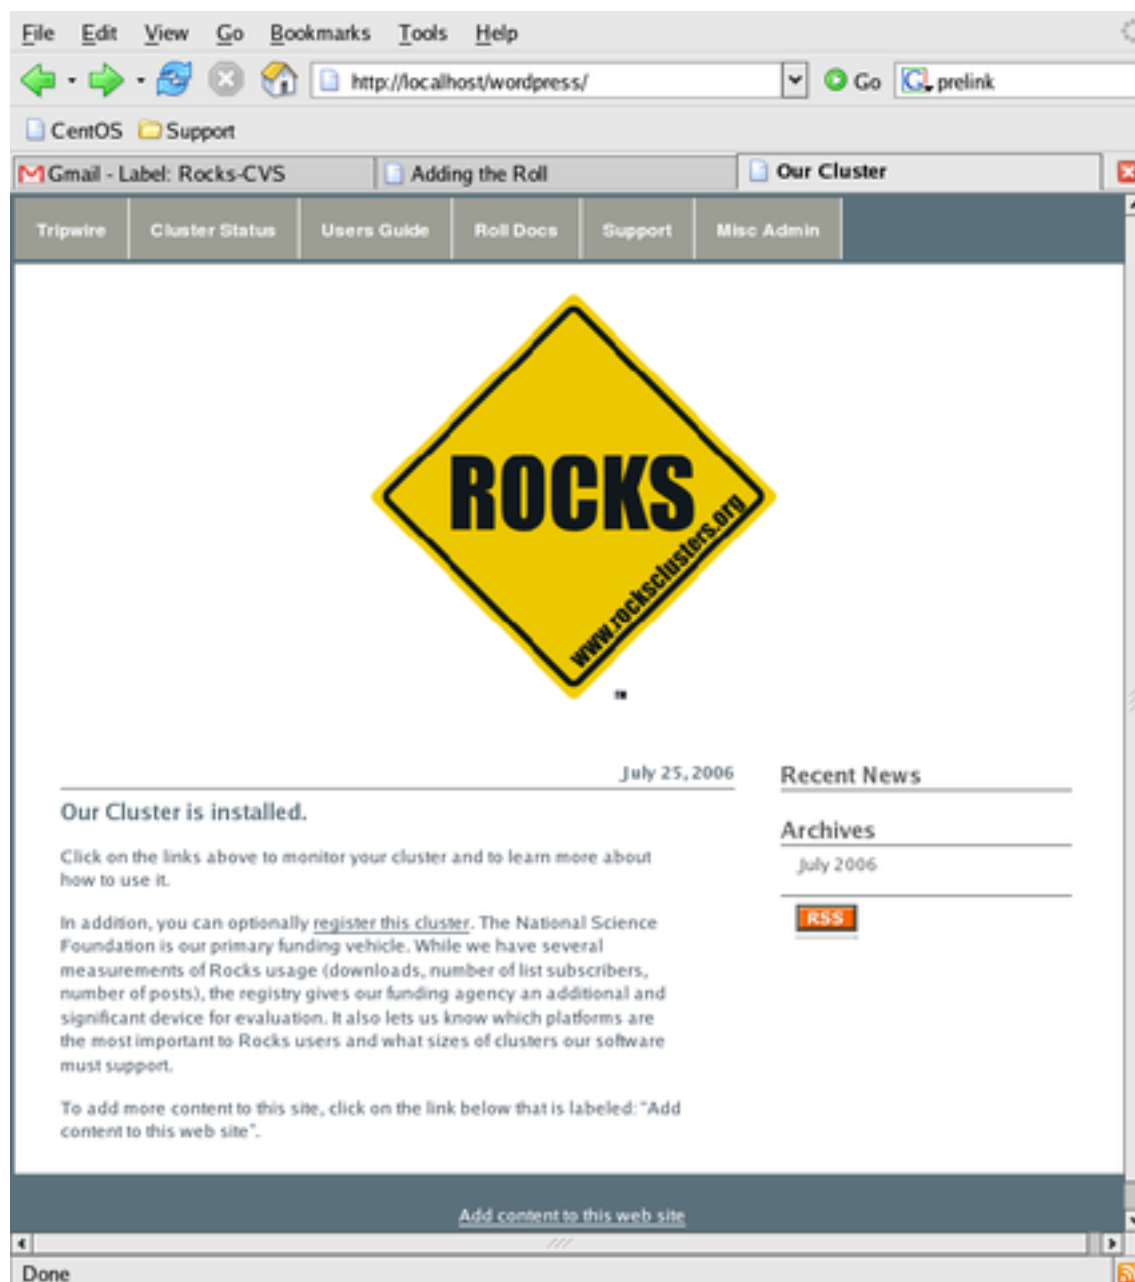 File Edit View Go Bookmarks Tools Help
http://localhost/wordpress/ Go G prelink
CentOS Support
Gmail - Label: Rocks-CVS Adding the Roll Our Cluster
Tripwire Cluster Status Users Guide Roll Docs Support Misc Admin
ROCKS
www.rocksclusters.org
TM
July 25, 2006
Our Cluster is installed.
Click on the links above to monitor your cluster and to learn more about
how to use it.
In addition, you can optionally register this cluster. The National Science
Foundation is our primary funding vehicle. While we have several
measurements of Rocks usage (downloads, number of list subscribers,
number of posts), the registry gives our funding agency an additional and
significant device for evaluation. It also lets us know which platforms are
the most important to Rocks users and what sizes of clusters our software
must support.
To add more content to this site, click on the link below that is labeled: "Add
content to this web site".
Recent News
Archives
July 2006
RSS
Add content to this web site
Done